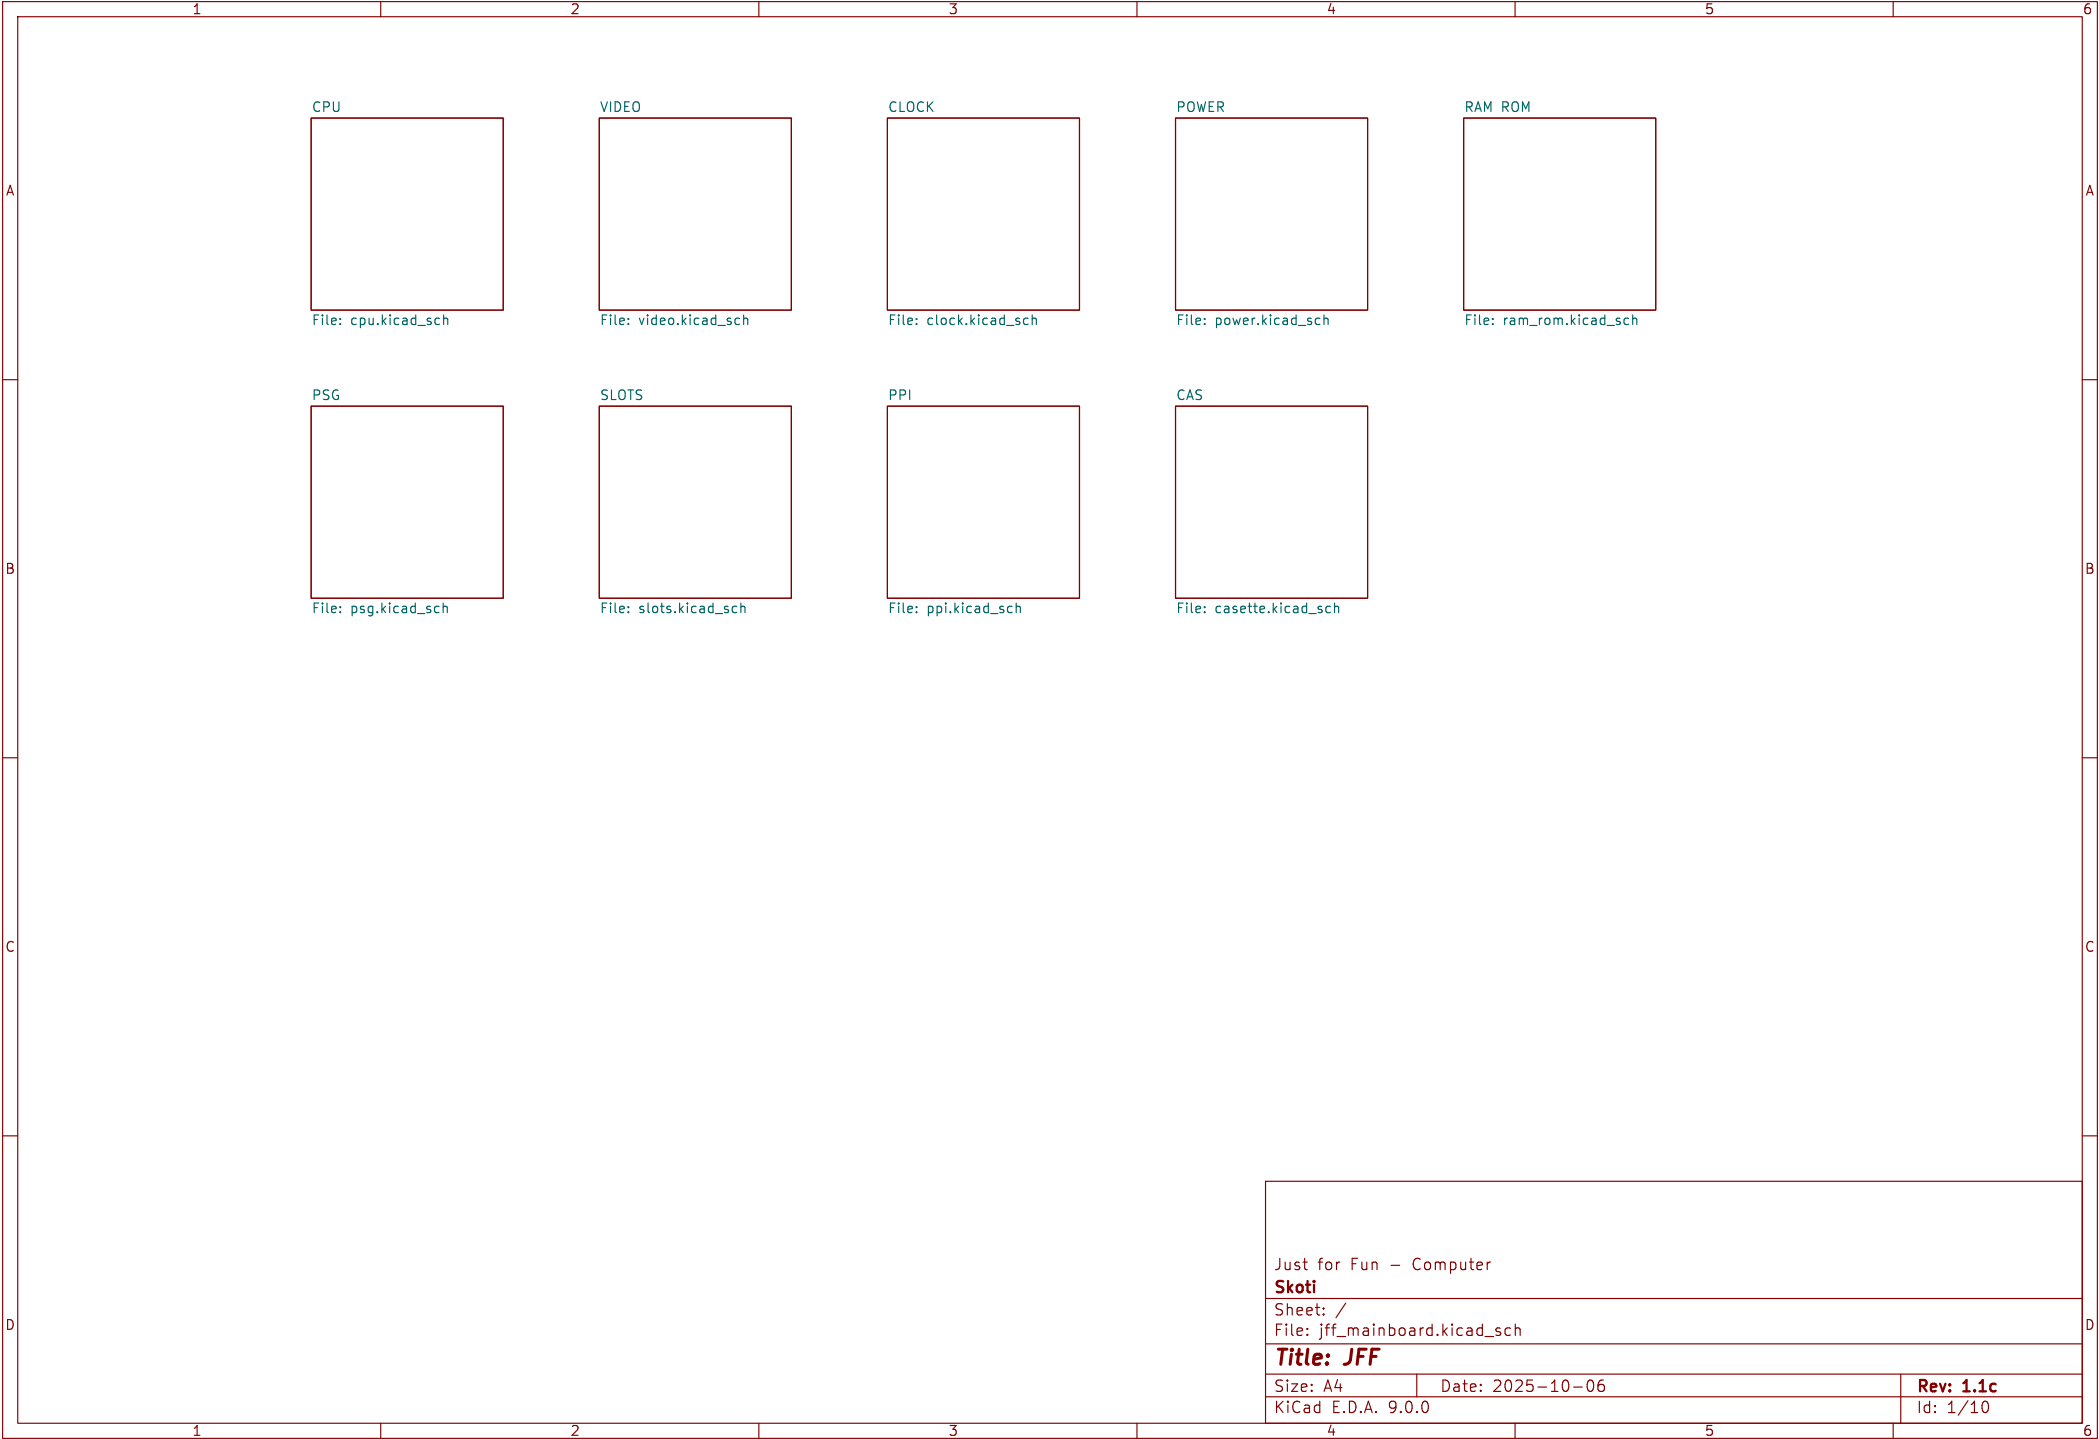 1 2 3 4 5 6
CPU VIDEO CLOCK POWER RAM ROM
A A
File: cpu.kicad_sch File: video.kicad_sch File: clock.kicad_sch File: power.kicad_sch File: ram_rom.kicad_sch
PSG SLOTS PPI CAS
B B
File: psg.kicad_sch File: slots.kicad_sch File: ppi.kicad_sch File: casette.kicad_sch
C C
Just for Fun – Computer
Skoti
Sheet: /
D D
File: jff_mainboard.kicad_sch
Title: JFF
Size: A4 Date: 2025-10-06 Rev: 1.1c
KiCad E.D.A. 9.0.0 Id: 1/10
1 2 3 4 5 6